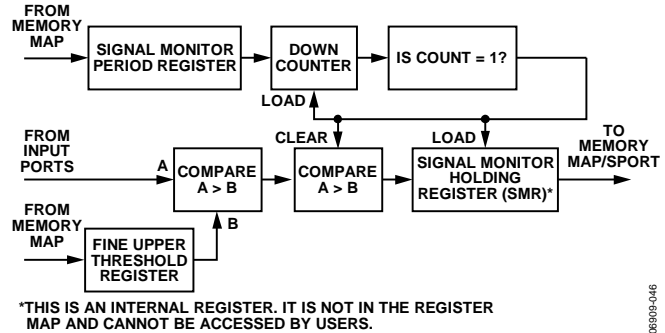 FROM
MEMORY
MAP
SIGNAL MONITOR
PERIOD REGISTER
DOWN
COUNTER
IS COUNT = 1?
LOAD
FROM
INPUT
PORTS
A
COMPARE
A > B
CLEAR
COMPARE
A > B
LOAD
SIGNAL MONITOR
HOLDING
REGISTER (SMR)*
TO
MEMORY
MAP/SPORT
FROM
MEMORY
MAP
B
FINE UPPER
THRESHOLD
REGISTER
*THIS IS AN INTERNAL REGISTER. IT IS NOT IN THE REGISTER
MAP AND CANNOT BE ACCESSED BY USERS.
06909-046